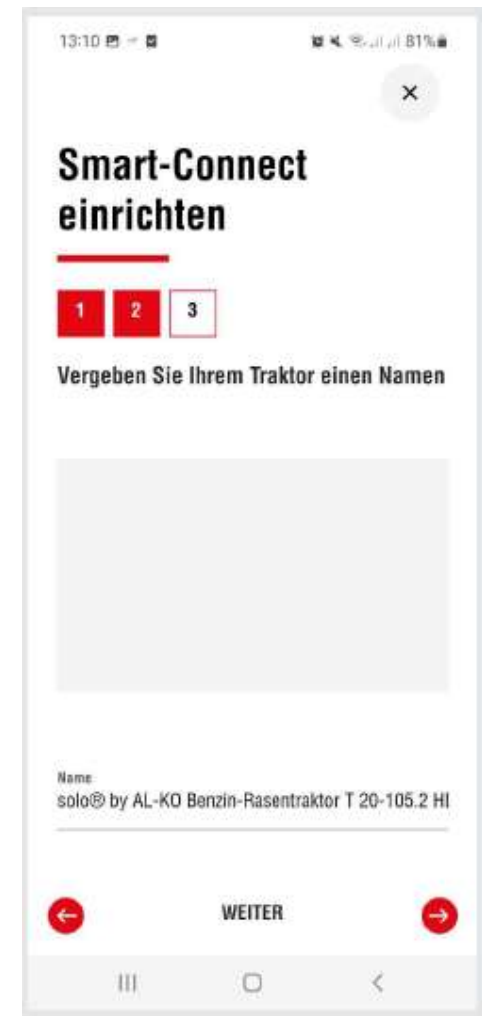 13:10
81%
Smart-Connect
einrichten
1 2 3
Vergeben Sie Ihrem Traktor einen Namen
Name
solo® by AL-KO Benzin-Rasentraktor T 20-105.2 HI
WEITER